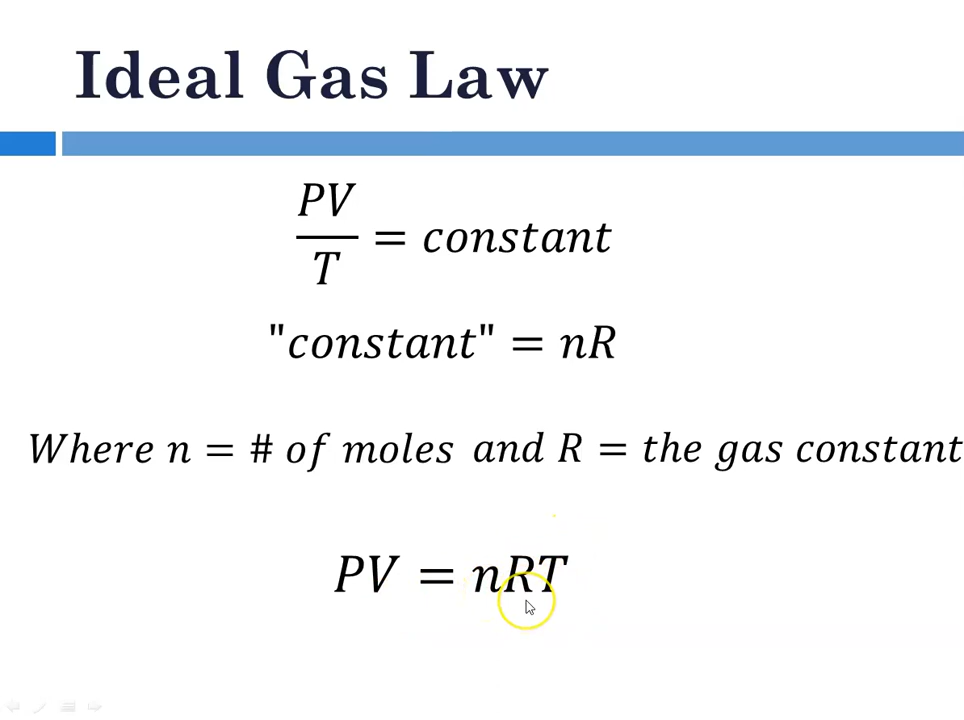 Ideal Gas Law
PV/T = constant
"constant" = nR
Where n = # of moles and R = the gas constant
PV = nRT